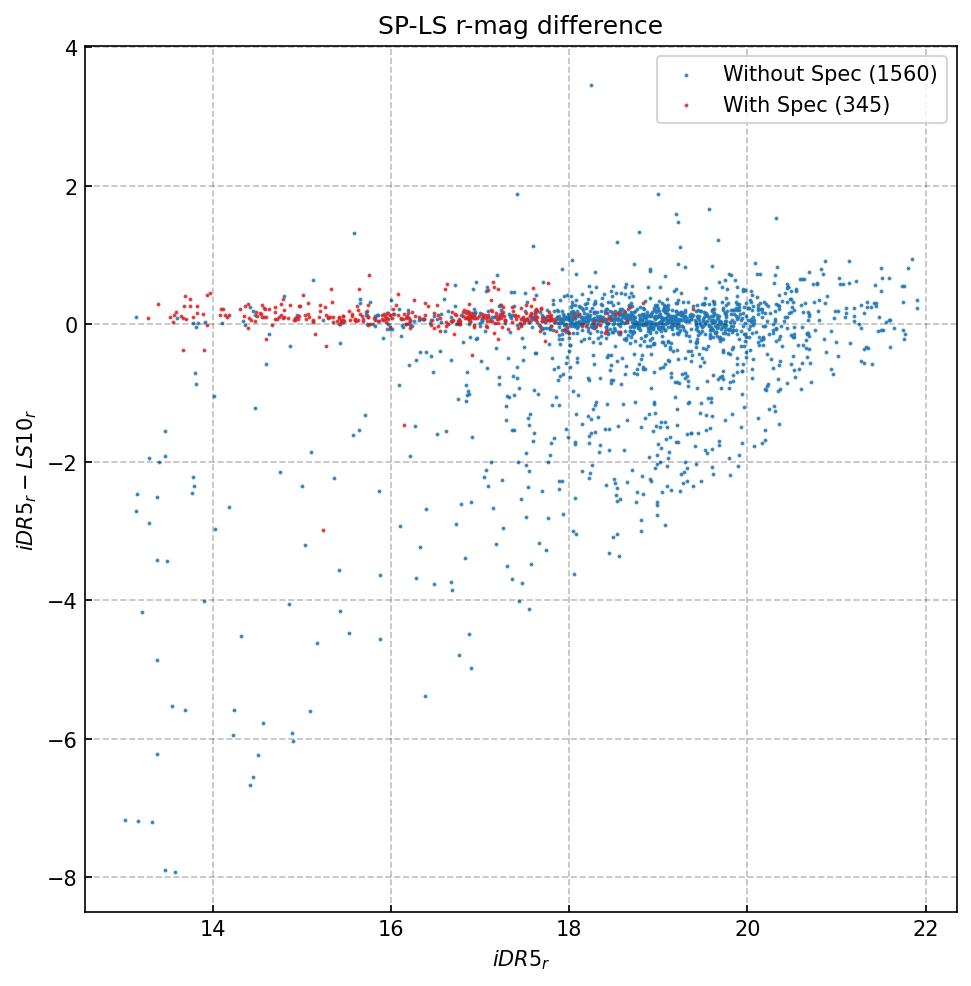 SP-LS r-mag difference
Without Spec (1560)
With Spec (345)
4
2
0
−2
−4
−6
−8
iDR5r − LS10r
14
16
18
20
22
iDR5r